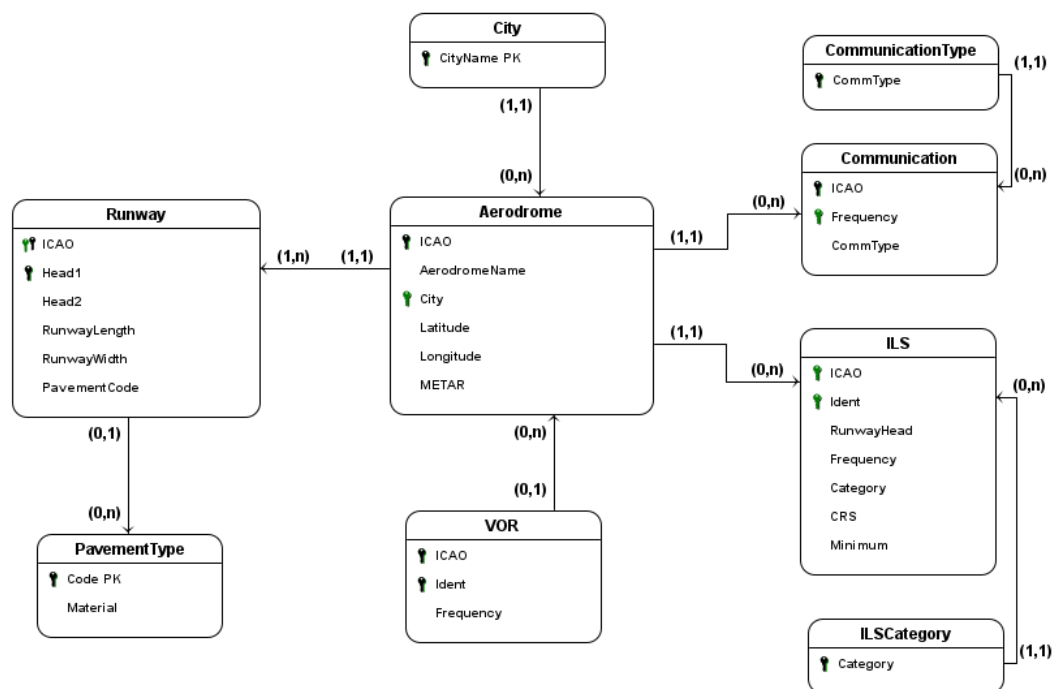 City
CityName PK
(1,1)
(0,n)
CommunicationType
CommType
(1,1)
(0,n)
Communication
ICAO
Frequency
CommType
Runway
ICAO
Head1
Head2
RunwayLength
RunwayWidth
PavementCode
(1,n)
(1,1)
Aerodrome
ICAO
AerodromeName
City
Latitude
Longitude
METAR
(1,1)
(0,n)
(1,1)
(0,n)
ILS
ICAO
Ident
RunwayHead
Frequency
Category
CRS
Minimum
(0,n)
(0,1)
(0,n)
PavementType
Code PK
Material
(0,n)
(0,1)
VOR
ICAO
Ident
Frequency
ILSCategory
Category
(1,1)